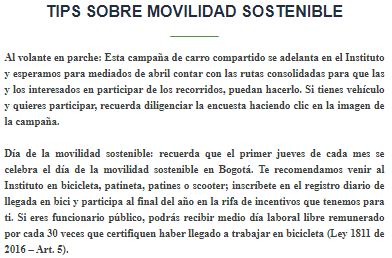 TIPS SOBRE MOVILIDAD SOSTENIBLE
Al volante en parche: Esta campaña de carro compartido se adelanta en el Instituto
y esperamos para mediados de abril contar con las rutas consolidadas para que las
y los interesados en participar de los recorridos, puedan hacerlo. Si tienes vehículo
y quieres participar, recuerda diligenciar la encuesta haciendo clic en la imagen de
la campaña.
Día de la movilidad sostenible: recuerda que el primer jueves de cada mes se
celebra el día de la movilidad sostenible en Bogotá. Te recomendamos venir al
Instituto en bicicleta, patineta, patines o scooter; inscríbete en el registro diario de
llegada en bici y participa al final del año en la rifa de incentivos que tenemos para
ti. Si eres funcionario público, podrás recibir medio día laboral libre remunerado
por cada 30 veces que certifiquen haber llegado a trabajar en bicicleta (Ley 1811 de
2016 – Art. 5).